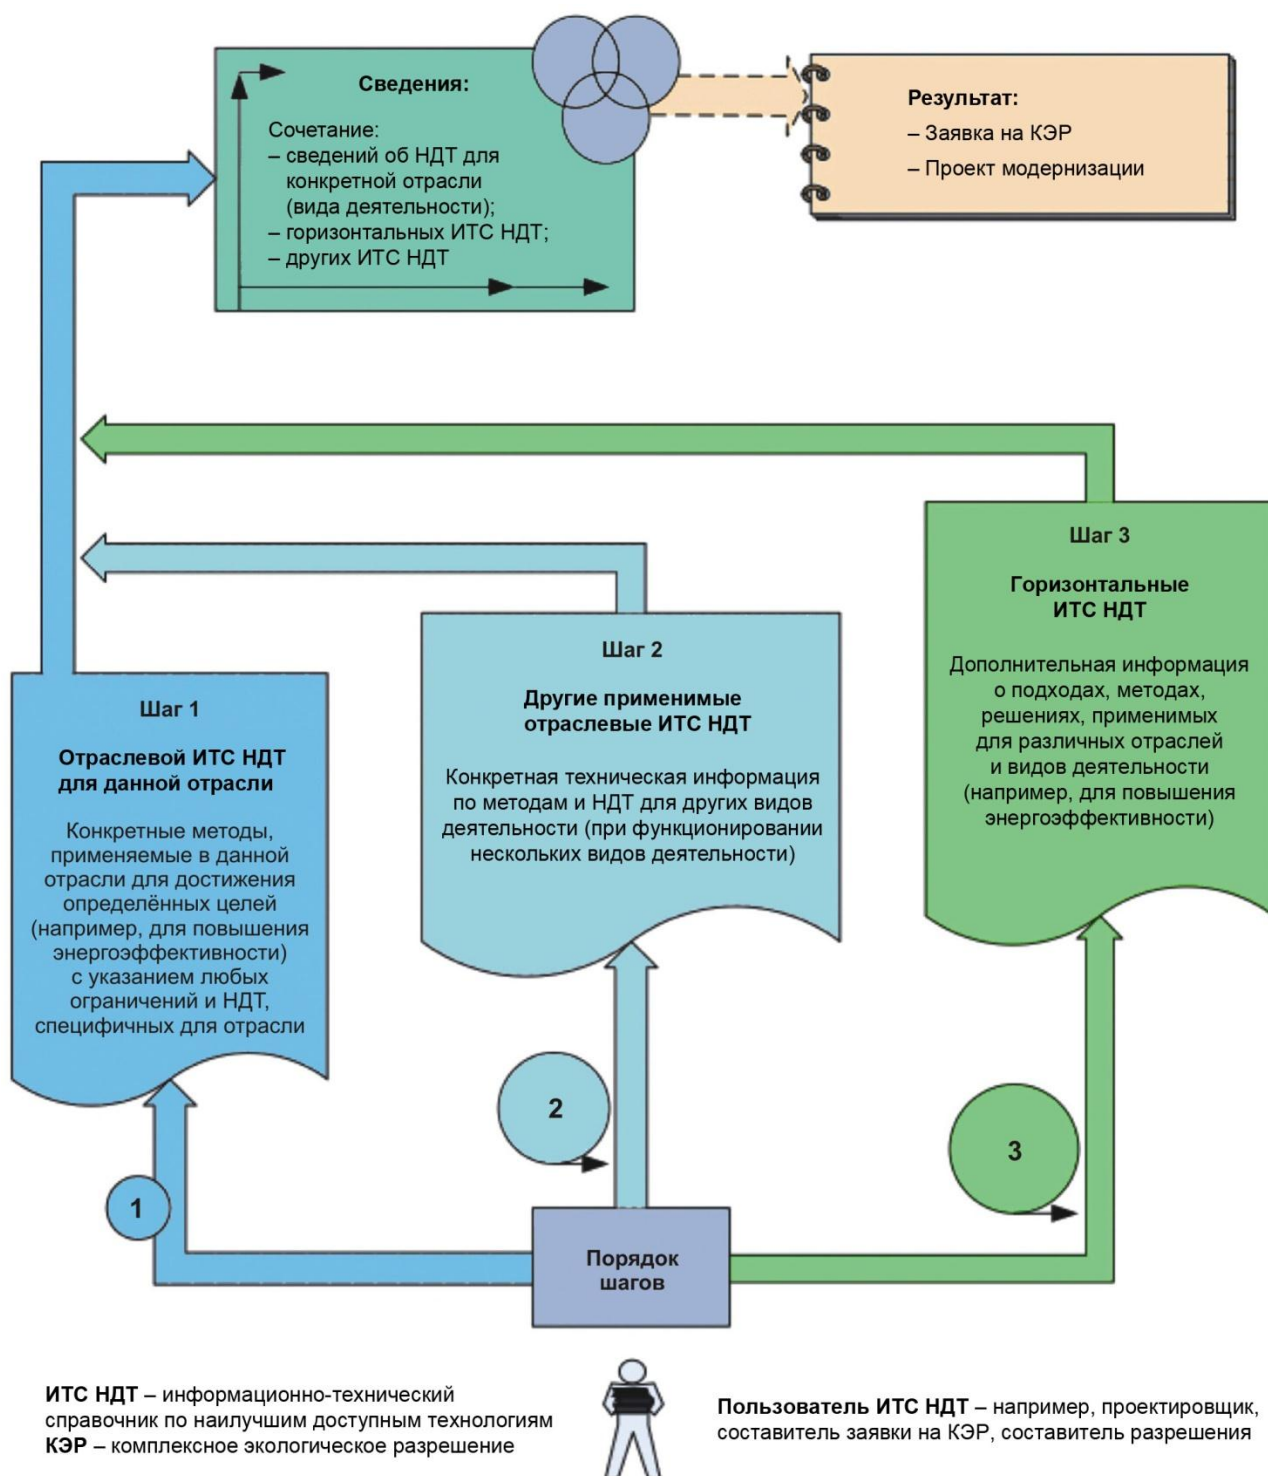 Сведения:
Сочетание:
– сведений об НДТ для
конкретной отрасли
(вида деятельности);
– горизонтальных ИТС НДТ;
– других ИТС НДТ
Результат:
– Заявка на КЭР
– Проект модернизации
Шаг 1
Отраслевой ИТС НДТ
для данной отрасли
Конкретные методы,
применяемые в данной
отрасли для достижения
определённых целей
(например, для повышения
энергоэффективности)
с указанием любых
ограничений и НДТ,
специфичных для отрасли
Шаг 2
Другие применимые
отраслевые ИТС НДТ
Конкретная техническая информация
по методам и НДТ для других видов
деятельности (при функционировании
нескольких видов деятельности)
Шаг 3
Горизонтальные
ИТС НДТ
Дополнительная информация
о подходах, методах,
решениях, применимых
для различных отраслей
и видов деятельности
(например, для повышения
энергоэффективности)
1
2
3
Порядок
шагов
ИТС НДТ – информационно-технический
справочник по наилучшим доступным технологиям
КЭР – комплексное экологическое разрешение
Пользователь ИТС НДТ – например, проектировщик,
составитель заявки на КЭР, составитель разрешения